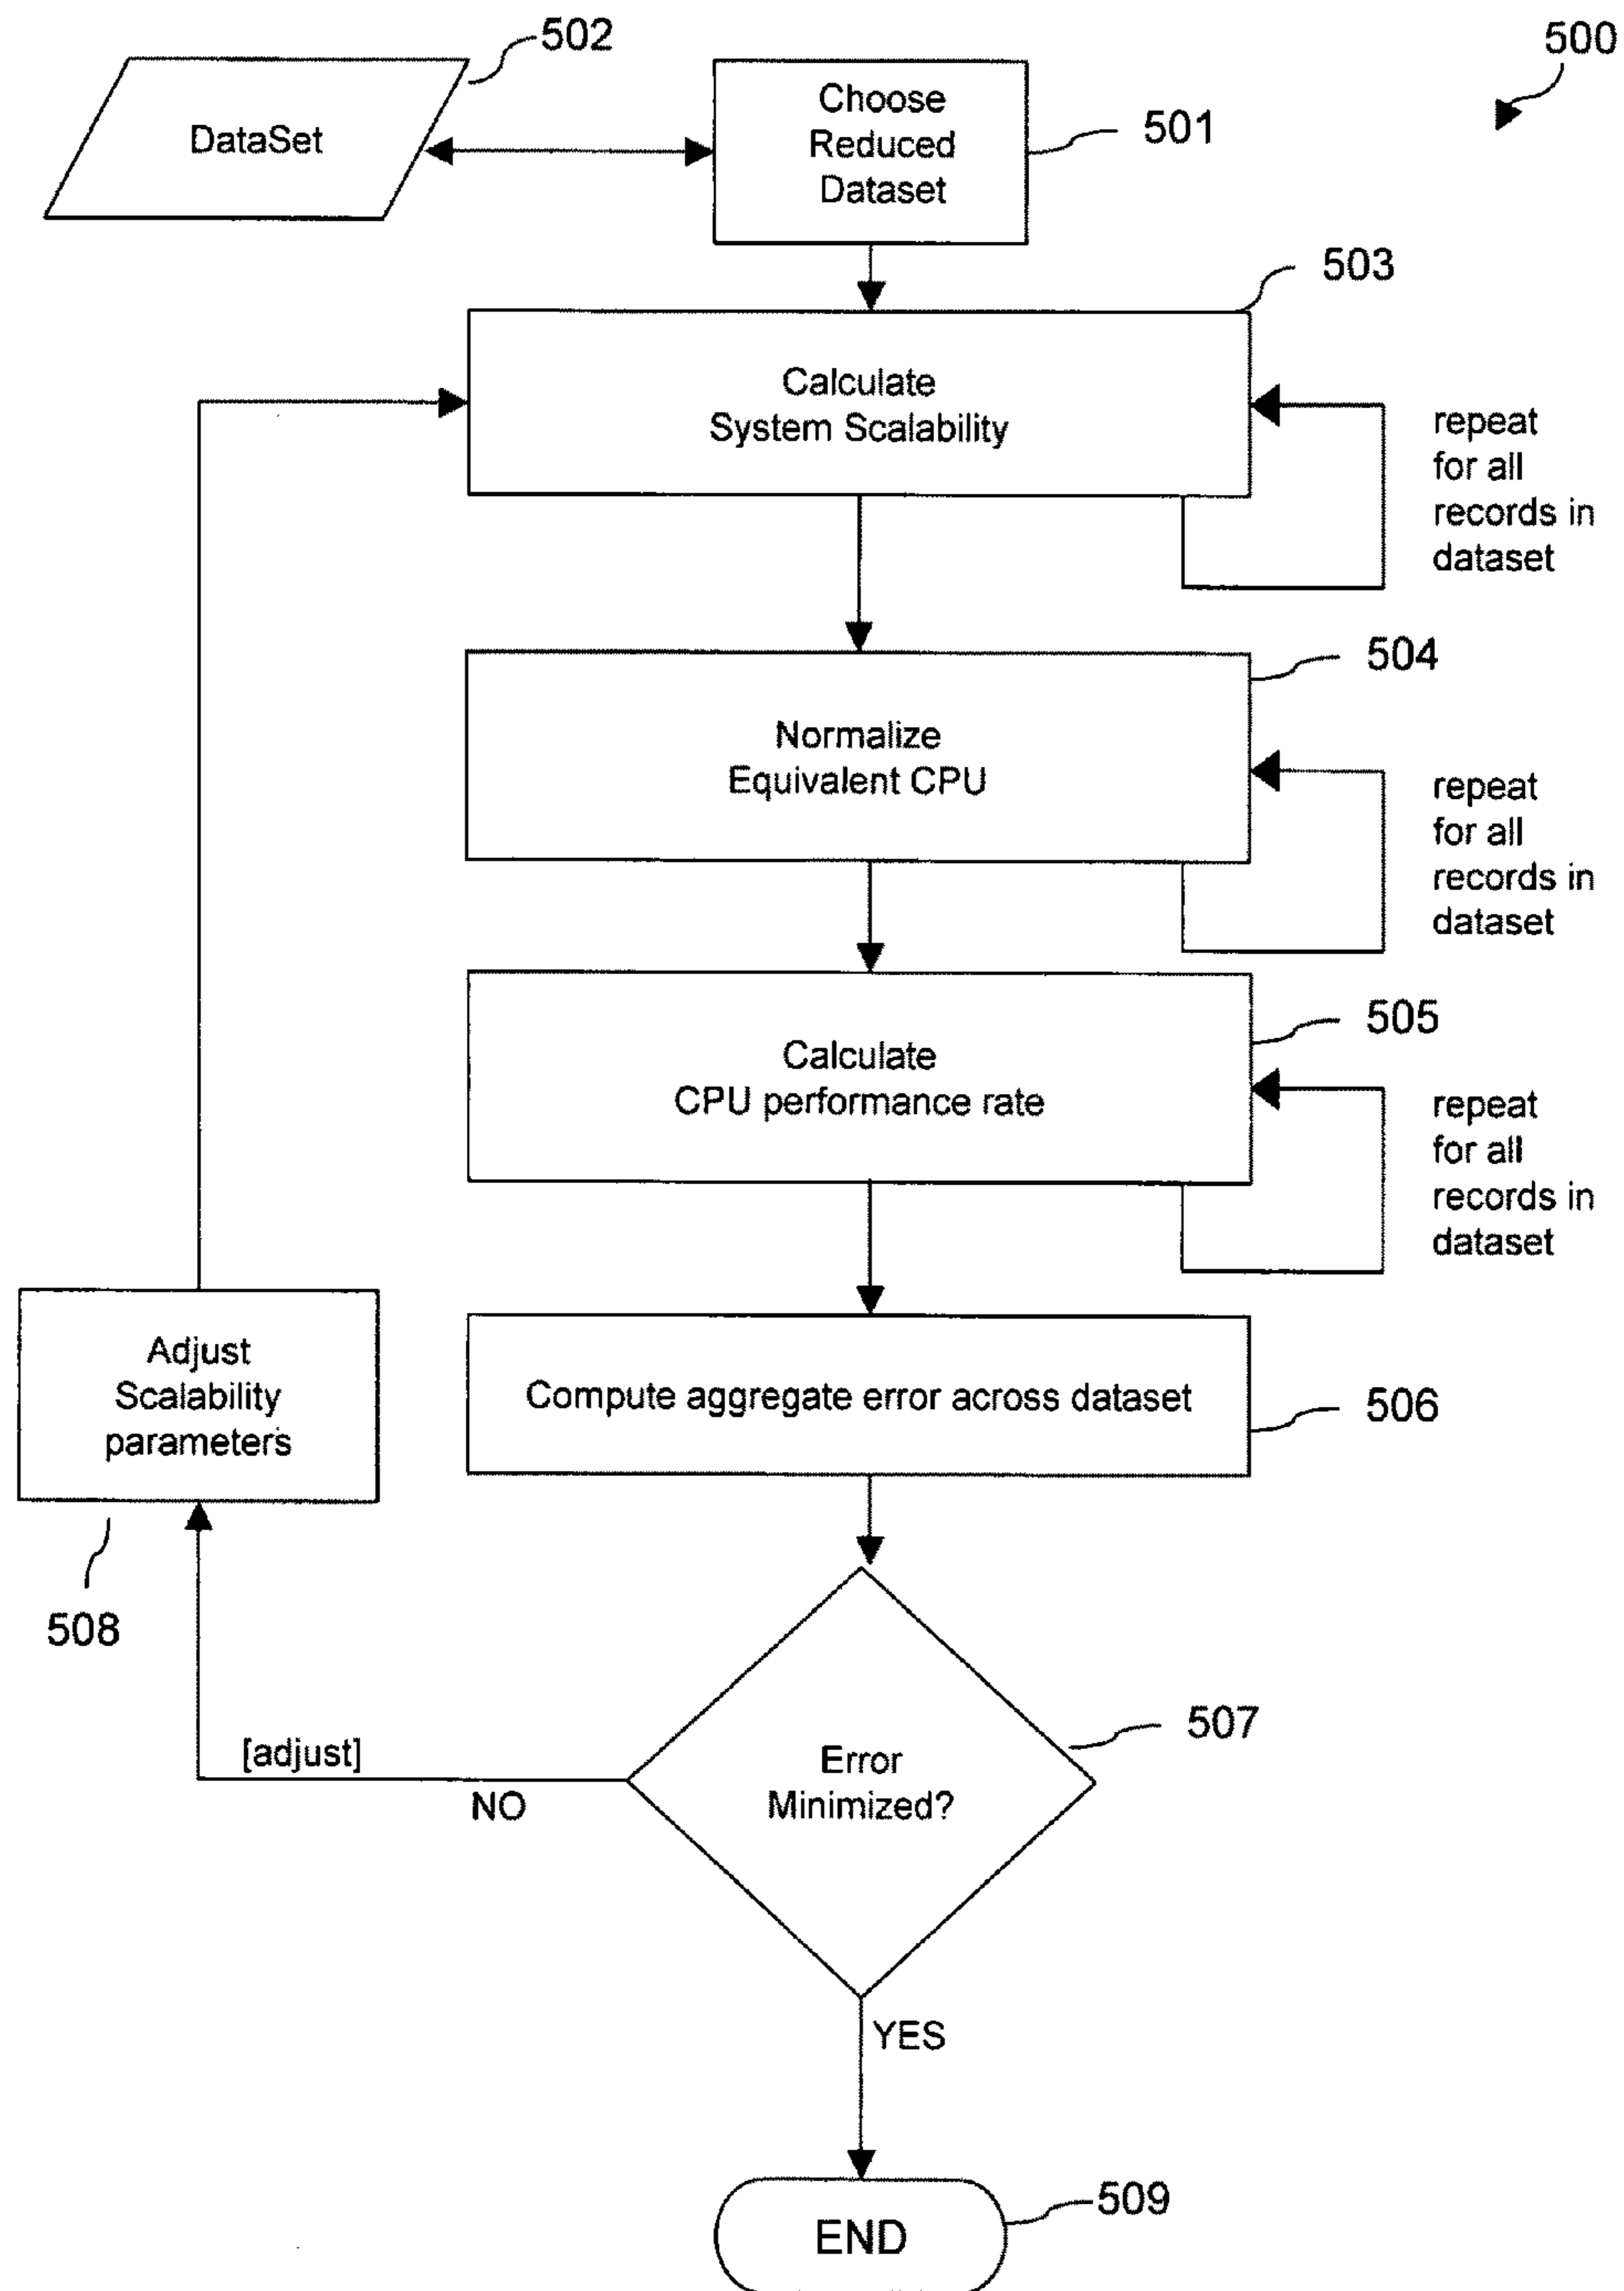 502
500
DataSet
Choose
Reduced
Dataset
501
503
Calculate
System Scalability
repeat
for all
records in
dataset
504
Normalize
Equivalent CPU
repeat
for all
records in
dataset
505
Calculate
CPU performance rate
repeat
for all
records in
dataset
Adjust
Scalability
parameters
508
Compute aggregate error across dataset
506
507
Error
Minimized?
[adjust]
NO
YES
END
509